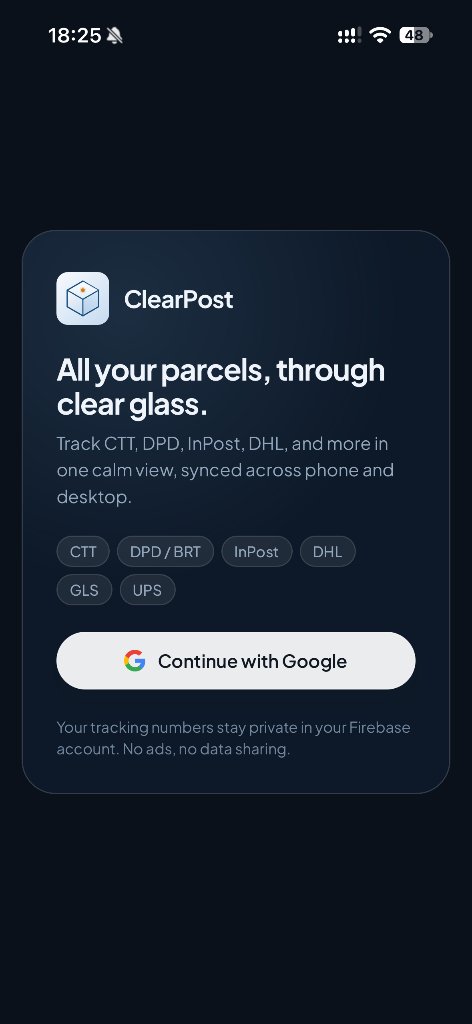 18:25
48
ClearPost
All your parcels, through
clear glass.
Track CTT, DPD, InPost, DHL, and more in
one calm view, synced across phone and
desktop.
CTT DPD / BRT InPost DHL
GLS UPS
Continue with Google
Your tracking numbers stay private in your Firebase
account. No ads, no data sharing.